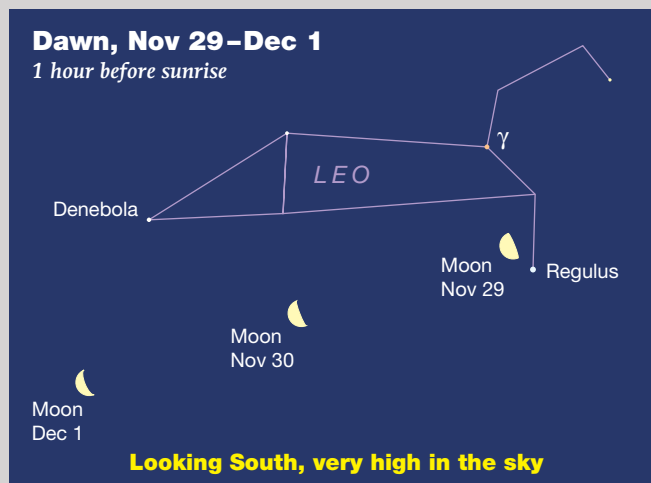 Dawn, Nov 29–Dec 1
1 hour before sunrise
γ
LEO
Denebola
Moon
Nov 29
Regulus
Moon
Nov 30
Moon
Dec 1
Looking South, very high in the sky